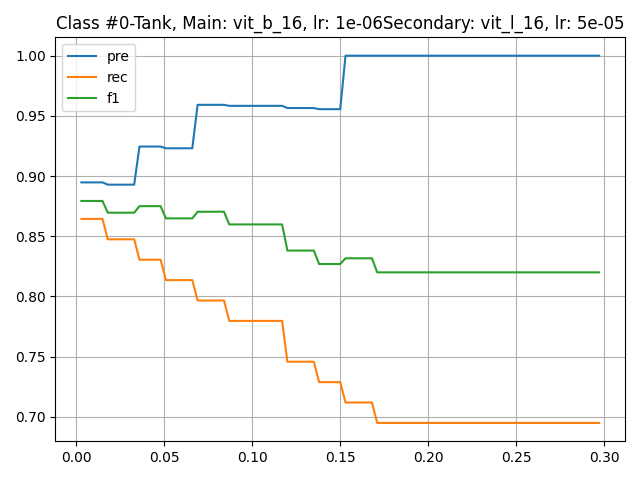 Class #0-Tank, Main: vit_b_16, lr: 1e-06Secondary: vit_l_16, lr: 5e-05
1.00
0.95
0.90
0.85
0.80
0.75
0.70
pre
rec
f1
0.00 0.05 0.10 0.15 0.20 0.25 0.30